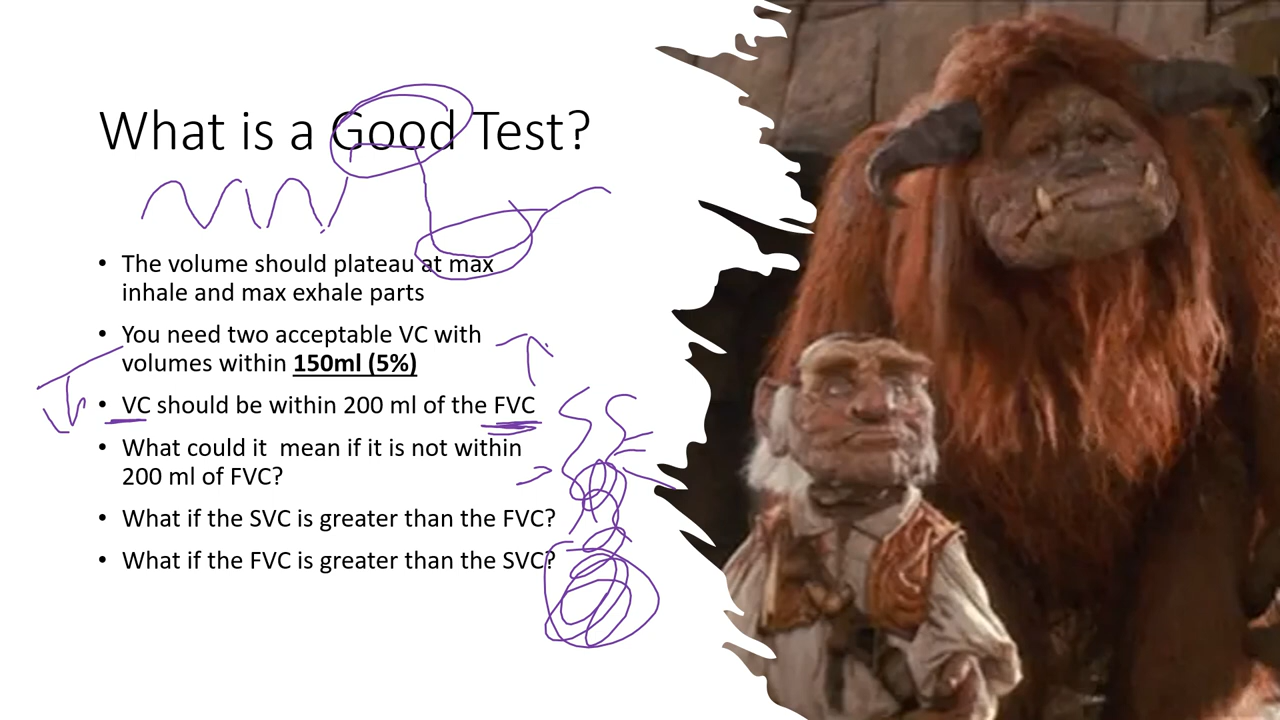 What is a Good Test?
• The volume should plateau at max
inhale and max exhale parts
• You need two acceptable VC with
volumes within 150ml (5%)
• VC should be within 200 ml of the FVC
• What could it  mean if it is not within
200 ml of FVC?
• What if the SVC is greater than the FVC?
• What if the FVC is greater than the SVC?